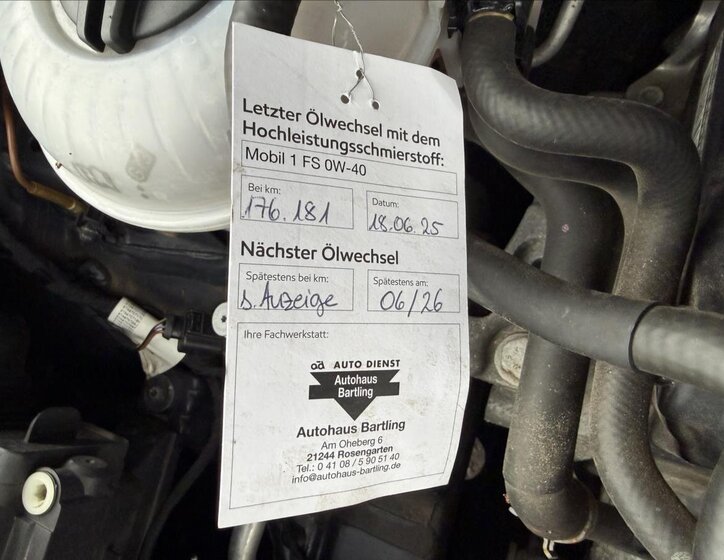 Letzter Ölwechsel mit dem
Hochleistungsschmierstoff:
Mobil 1 FS 0W-40
Bei km:
176.181
Datum:
18.06.25
Nächster Ölwechsel
Spätestens bei km:
s. Anzeige
Spätestens am:
06/26
Ihre Fachwerkstatt:
ad AUTO DIENST
Autohaus
Bartling
Autohaus Bartling
Am Oheberg 6
21244 Rosengarten
Tel.: 0 41 08 / 5 90 51 40
info@autohaus-bartling.de